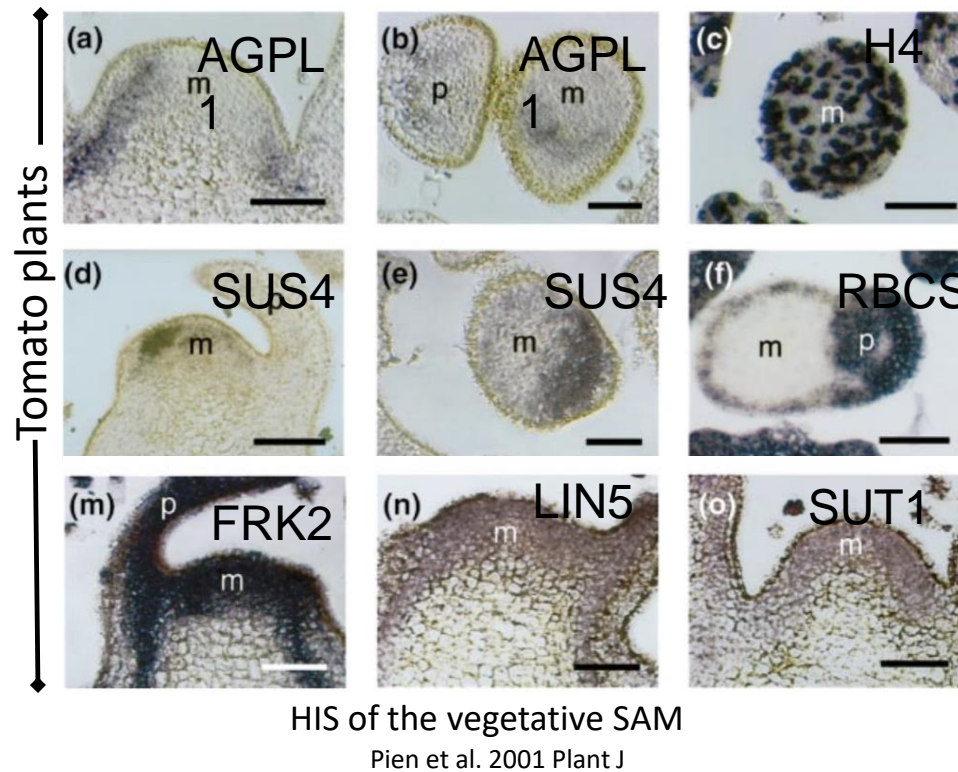 Tomato plants
(a) AGPL
m
1
(b) AGPL
p m
1
(c) H4
m
(d) SUS4
p
m
(e) SUS4
m
(f) RBCS
m p
(m) p
FRK2
m
(n) LIN5
m
(o) SUT1
m
HIS of the vegetative SAM
Pien et al. 2001 Plant J